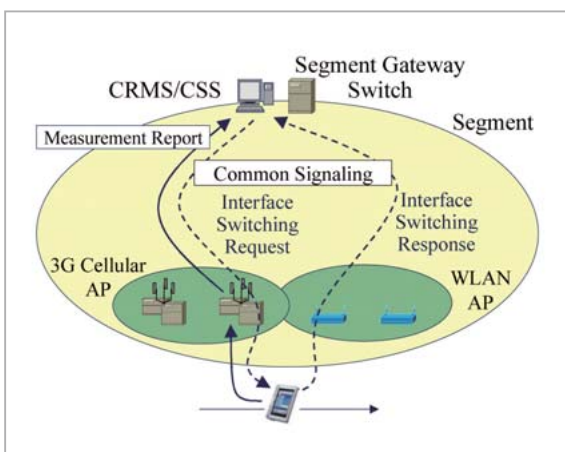 CRMS/CSS
Segment Gateway
Switch
Segment
Measurement Report
Common Signaling
Interface
Switching
Request
Interface
Switching
Response
3G Cellular
AP
WLAN
AP